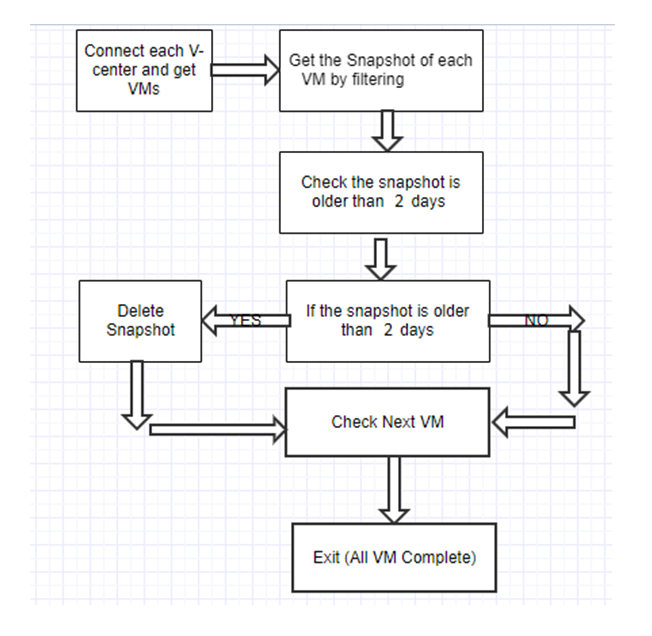 Connect each V-
center and get
VMs
Get the Snapshot of each
VM by filtering
Check the snapshot is
older than 2 days
If the snapshot is older
than 2 days
YES
NO
Delete
Snapshot
Check Next VM
Exit (All VM Complete)